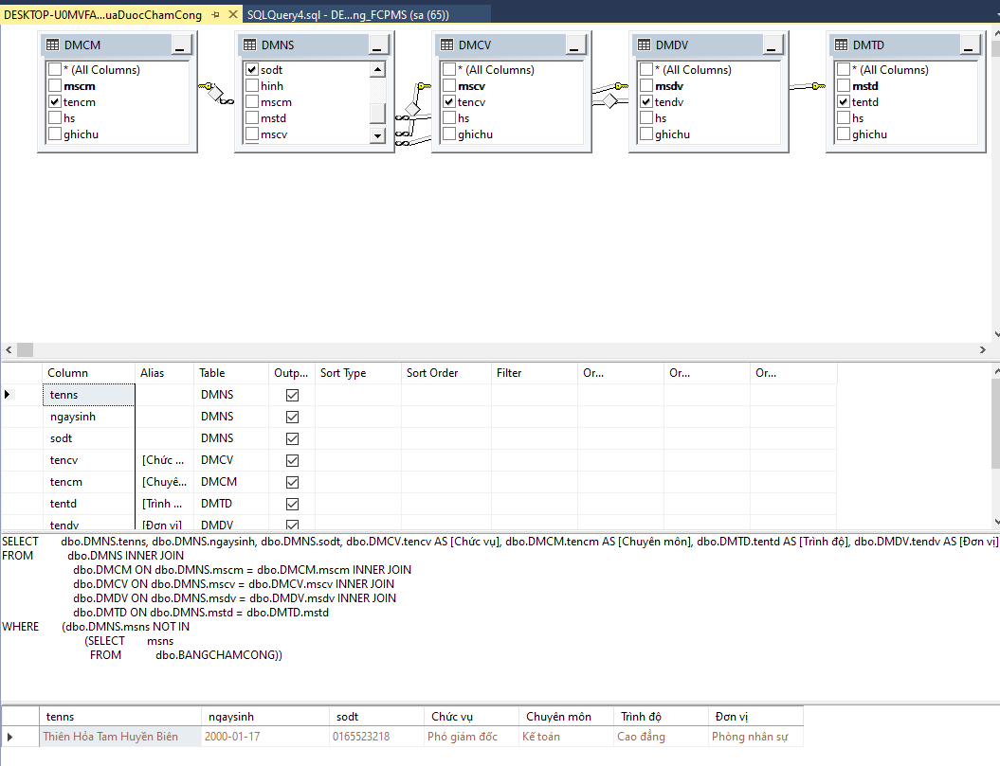 DESKTOP-U0MVFA...uaDuocChamCong SQLQuery4.sql - DE...ng_FCPMS (sa (65))
DMCM DMNS DMCV DMDV DMTD
* (All Columns) sodt * (All Columns) * (All Columns) * (All Columns)
mscm hinh mscv msdv mstd
tencm mscm tencv tendv tentd
hs mstd hs hs hs
ghichu mscv ghichu ghichu ghichu
Column Alias Table Outp... Sort Type Sort Order Filter Or... Or... Or...
tenns DMNS
ngaysinh DMNS
sodt DMNS
tencv [Chức ... DMCV
tencm [Chuyê... DMCM
tentd [Trình ... DMTD
tendv [Đơn vị] DMDV
SELECT dbo.DMNS.tenns, dbo.DMNS.ngaysinh, dbo.DMNS.sodt, dbo.DMCV.tencv AS [Chức vụ], dbo.DMCM.tencm AS [Chuyên môn], dbo.DMTD.tentd AS [Trình độ], dbo.DMDV.tendv AS [Đơn vị]
FROM dbo.DMNS INNER JOIN
dbo.DMCM ON dbo.DMNS.mscm = dbo.DMCM.mscm INNER JOIN
dbo.DMCV ON dbo.DMNS.mscv = dbo.DMCV.mscv INNER JOIN
dbo.DMDV ON dbo.DMNS.msdv = dbo.DMDV.msdv INNER JOIN
dbo.DMTD ON dbo.DMNS.mstd = dbo.DMTD.mstd
WHERE (dbo.DMNS.msns NOT IN
(SELECT msns
FROM dbo.BANGCHAMCONG))
tenns ngaysinh sodt Chức vụ Chuyên môn Trình độ Đơn vị
Thiên Hỏa Tam Huyền Biên 2000-01-17 0165523218 Phó giám đốc Kế toán Cao đẳng Phòng nhân sự